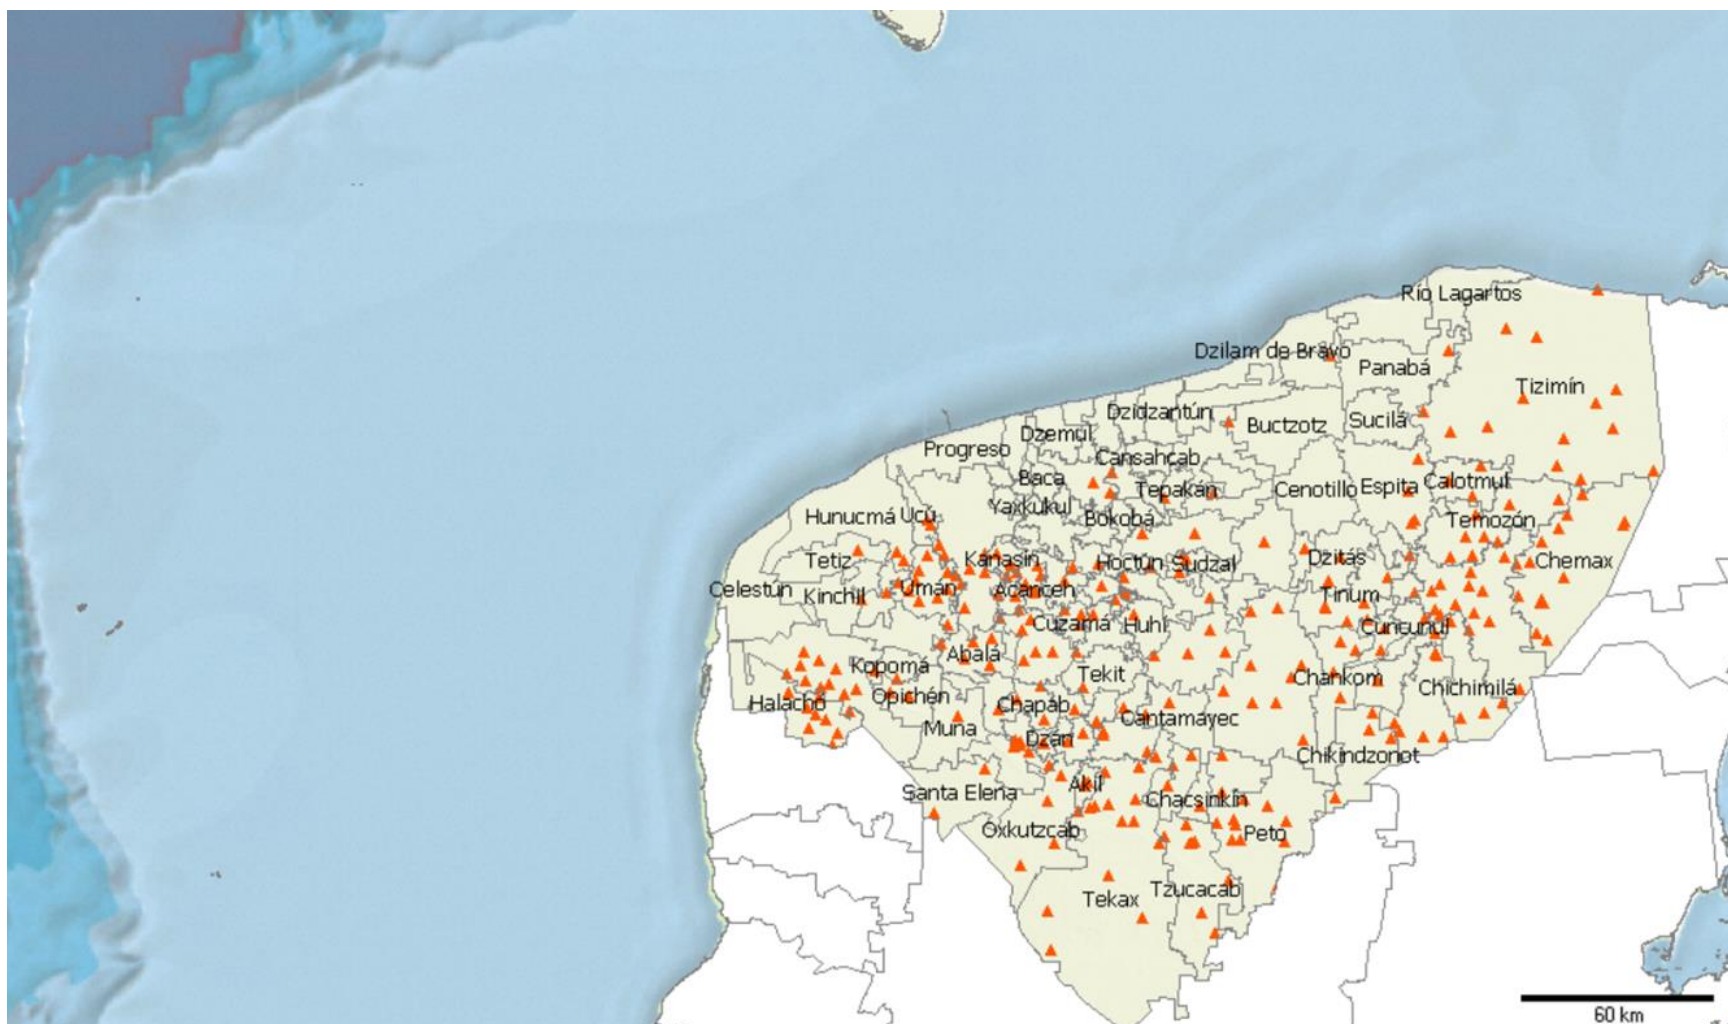 Río Lagartos
Dzilam de Bravo
Panabá
Tizimín
Dzidzantún
Sucilá
Buctzotz
Dzemul
Progreso
Cansahcab
Baca
Tepakán
Cenotillo
Espita
Calotmul
Yaxkukul
Hunucmá
Ucú
Bokobá
Temozón
Tetiz
Kanasín
Hoctún
Sudzal
Dzitás
Chemax
Celestún
Kinchil
Umán
Acanceh
Tinum
Cuzamá
Huhí
Cuncunul
Abalá
Kopomá
Tekit
Chankom
Chichimilá
Halachó
Opichén
Chapab
Cantamayec
Muna
Dzán
Chikindzonot
Akil
Santa Elena
Chacsinkín
Oxkutzcab
Peto
Tzucacab
Tekax
60 km